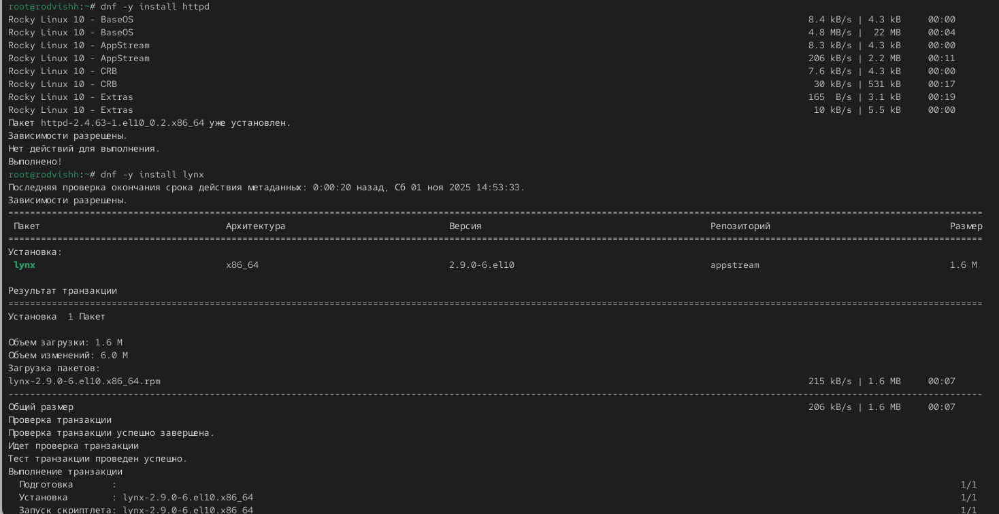 root@rodvishh:~# dnf -y install httpd
Rocky Linux 10 - BaseOS 8.4 kB/s | 4.3 kB 00:00
Rocky Linux 10 - BaseOS 4.8 MB/s | 22 MB 00:04
Rocky Linux 10 - AppStream 8.3 kB/s | 4.3 kB 00:00
Rocky Linux 10 - AppStream 206 kB/s | 2.2 MB 00:11
Rocky Linux 10 - CRB 7.6 kB/s | 4.3 kB 00:00
Rocky Linux 10 - CRB 30 kB/s | 531 kB 00:17
Rocky Linux 10 - Extras 165 B/s | 3.1 kB 00:19
Rocky Linux 10 - Extras 10 kB/s | 5.5 kB 00:00
Пакет httpd-2.4.63-1.el10_0.2.x86_64 уже установлен.
Зависимости разрешены.
Нет действий для выполнения.
Выполнено!
root@rodvishh:~# dnf -y install lynx
Последняя проверка окончания срока действия метаданных: 0:00:20 назад, Сб 01 ноя 2025 14:53:33.
Зависимости разрешены.
================================================================================
Пакет Архитектура Версия Репозиторий Размер
================================================================================
Установка:
lynx x86_64 2.9.0-6.el10 appstream 1.6 M
Результат транзакции
================================================================================
Установка 1 Пакет
Объем загрузки: 1.6 M
Объем изменений: 6.0 M
Загрузка пакетов:
lynx-2.9.0-6.el10.x86_64.rpm 215 kB/s | 1.6 MB 00:07
--------------------------------------------------------------------------------
Общий размер 206 kB/s | 1.6 MB 00:07
Проверка транзакции
Проверка транзакции успешно завершена.
Идет проверка транзакции
Тест транзакции проведен успешно.
Выполнение транзакции
Подготовка : 1/1
Установка : lynx-2.9.0-6.el10.x86_64 1/1
Запуск скриптлета: lynx-2.9.0-6.el10.x86_64 1/1